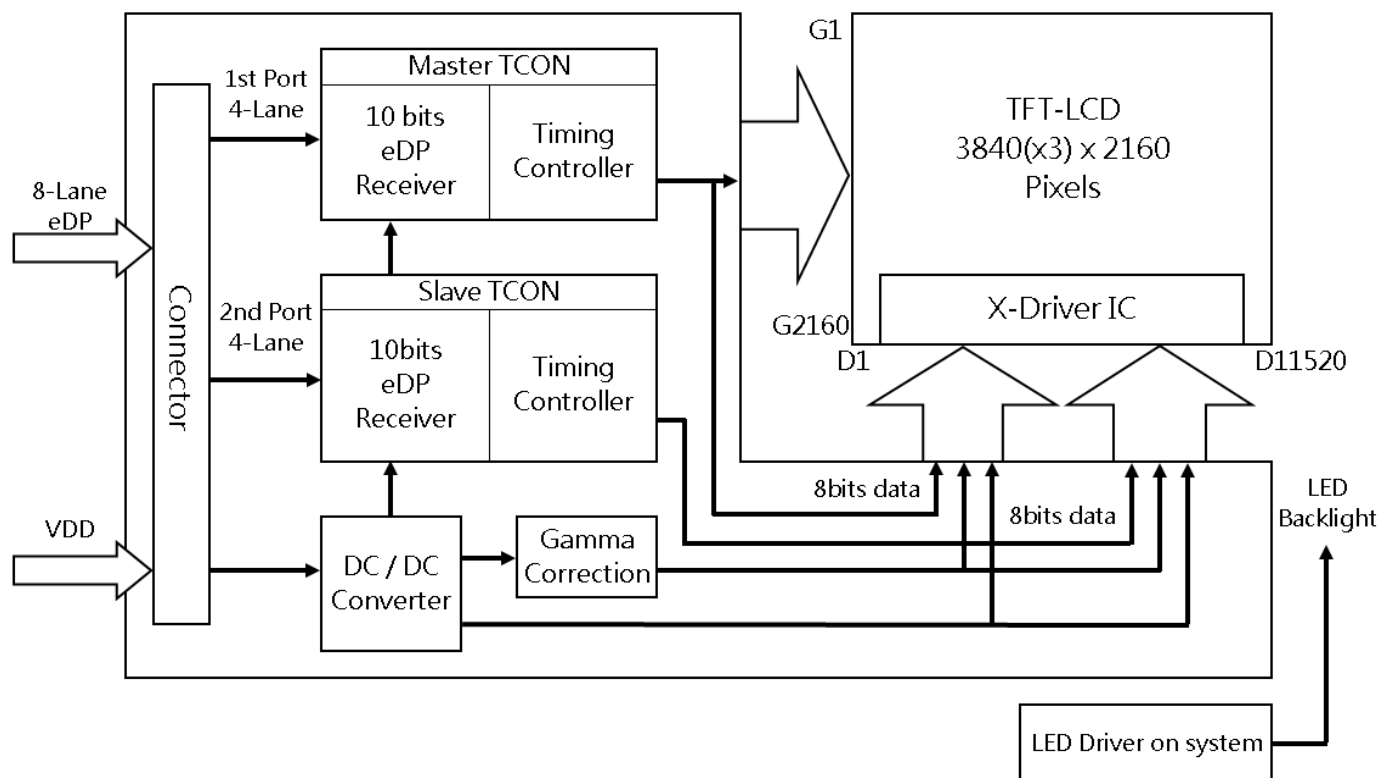 G1
Master TCON
1st Port
4-Lane
10 bits
eDP
Receiver
Timing
Controller
TFT-LCD
3840(x3) x 2160
Pixels
8-Lane
eDP
Connector
Slave TCON
2nd Port
4-Lane
10bits
eDP
Receiver
Timing
Controller
X-Driver IC
G2160
D1
D11520
8bits data
8bits data
LED
Backlight
VDD
DC / DC
Converter
Gamma
Correction
LED Driver on system